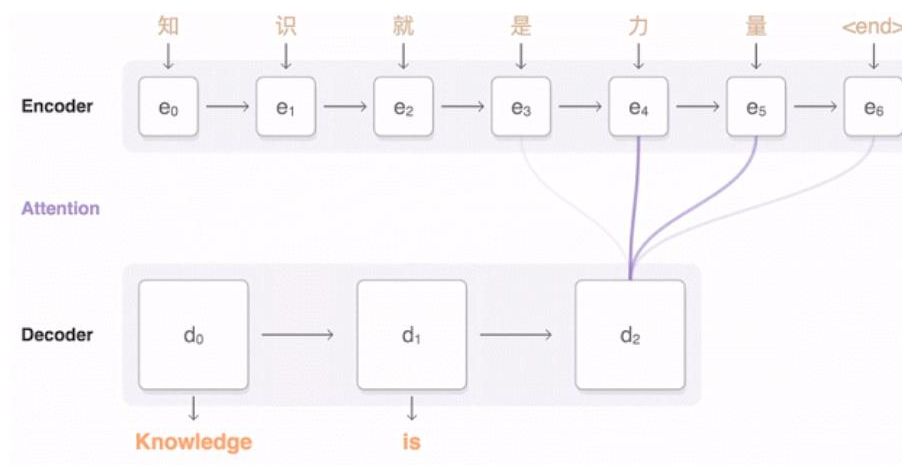 知 识 就 是 力 量 <end>
Encoder e₀ e₁ e₂ e₃ e₄ e₅ e₆
Attention
Decoder d₀ d₁ d₂
Knowledge is